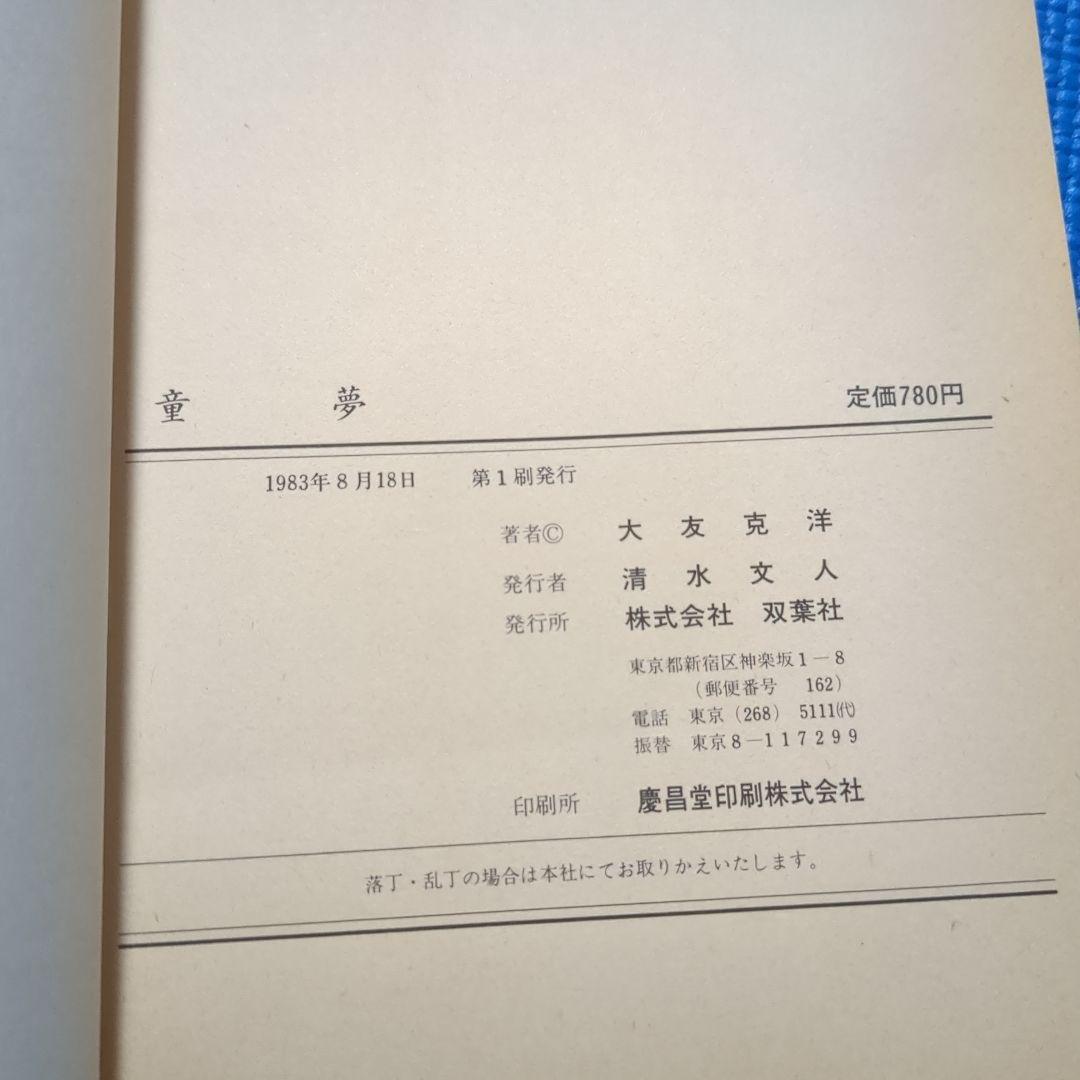 童 夢 定価780円
1983年8月18日 第1刷発行
著者© 大友克洋
発行者 清水文人
発行所 株式会社 双葉社
東京都新宿区神楽坂1−8
(郵便番号 162)
電話 東京(268) 5111㈹
振替 東京8−117299
印刷所 慶昌堂印刷株式会社
落丁・乱丁の場合は本社にてお取りかえいたします。